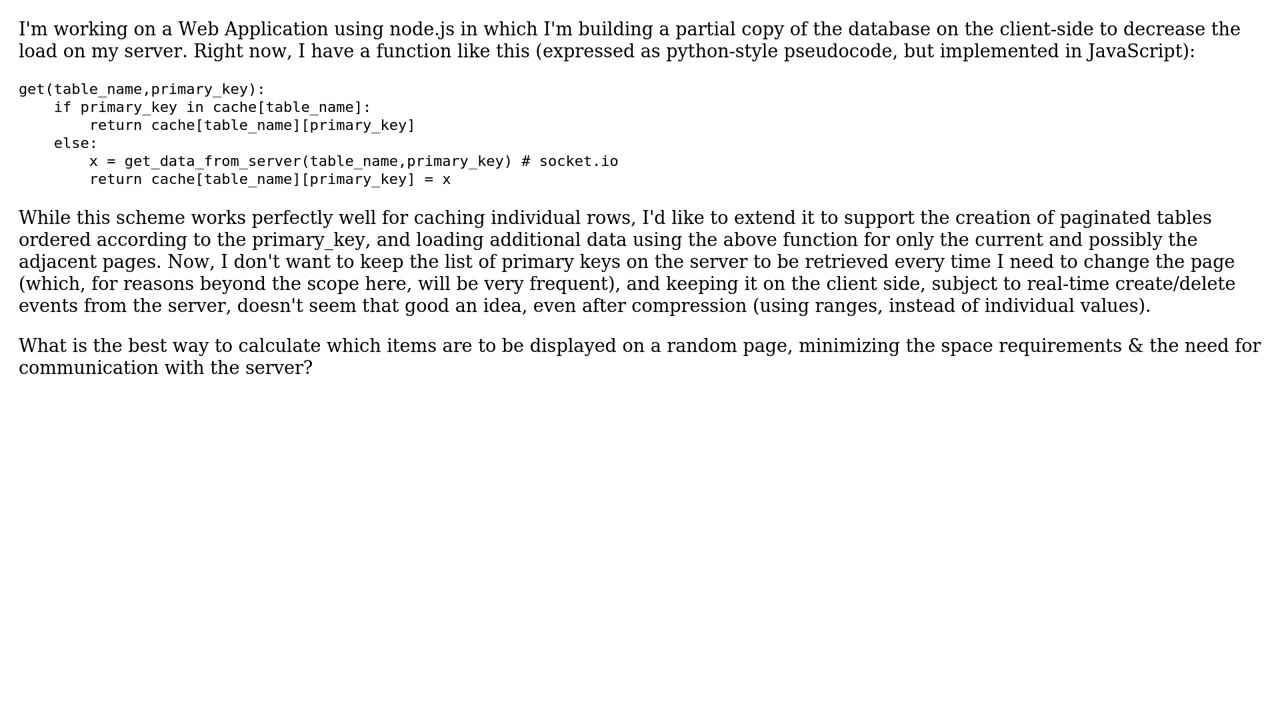 I'm working on a Web Application using node.js in which I'm building a partial copy of the database on the client-side to decrease the
load on my server. Right now, I have a function like this (expressed as python-style pseudocode, but implemented in JavaScript):
get(table_name,primary_key):
    if primary_key in cache[table_name]:
        return cache[table_name][primary_key]
    else:
        x = get_data_from_server(table_name,primary_key) # socket.io
        return cache[table_name][primary_key] = x
While this scheme works perfectly well for caching individual rows, I'd like to extend it to support the creation of paginated tables
ordered according to the primary_key, and loading additional data using the above function for only the current and possibly the
adjacent pages. Now, I don't want to keep the list of primary keys on the server to be retrieved every time I need to change the page
(which, for reasons beyond the scope here, will be very frequent), and keeping it on the client side, subject to real-time create/delete
events from the server, doesn't seem that good an idea, even after compression (using ranges, instead of individual values).
What is the best way to calculate which items are to be displayed on a random page, minimizing the space requirements & the need for
communication with the server?